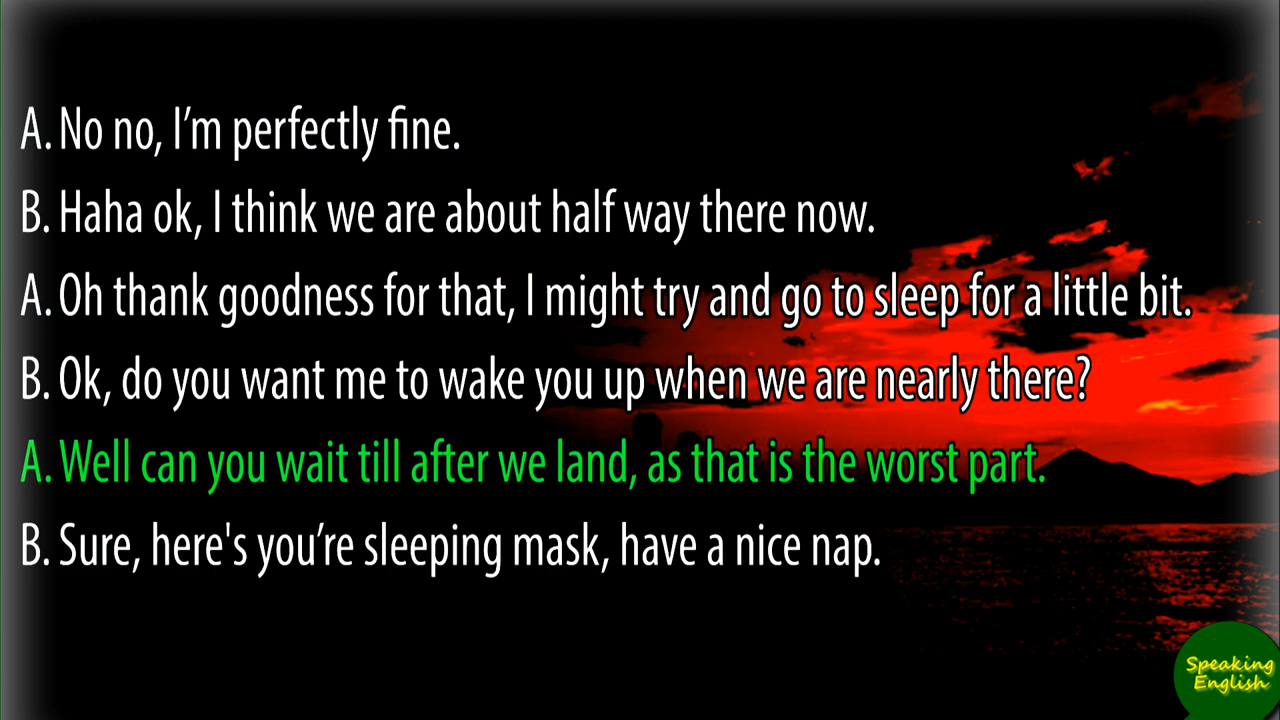 A. No no, I’m perfectly fine.
B. Haha ok, I think we are about half way there now.
A. Oh thank goodness for that, I might try and go to sleep for a little bit.
B. Ok, do you want me to wake you up when we are nearly there?
A. Well can you wait till after we land, as that is the worst part.
B. Sure, here's you’re sleeping mask, have a nice nap.
Speaking
English